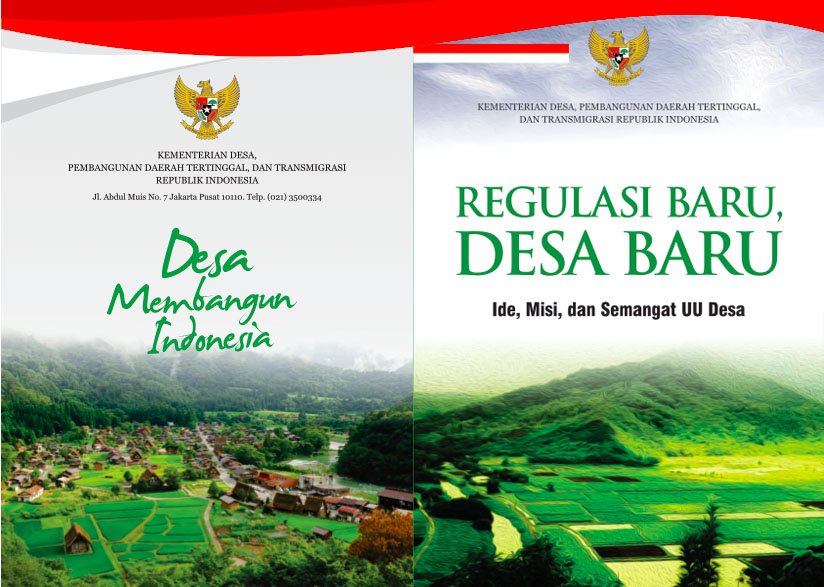 KEMENTERIAN DESA,
PEMBANGUNAN DAERAH TERTINGGAL, DAN TRANSMIGRASI
REPUBLIK INDONESIA
Jl. Abdul Muis No. 7 Jakarta Pusat 10110. Telp. (021) 3500334
Desa
Membangun
Indonesia
KEMENTERIAN DESA, PEMBANGUNAN DAERAH TERTINGGAL,
DAN TRANSMIGRASI REPUBLIK INDONESIA
REGULASI BARU,
DESA BARU
Ide, Misi, dan Semangat UU Desa